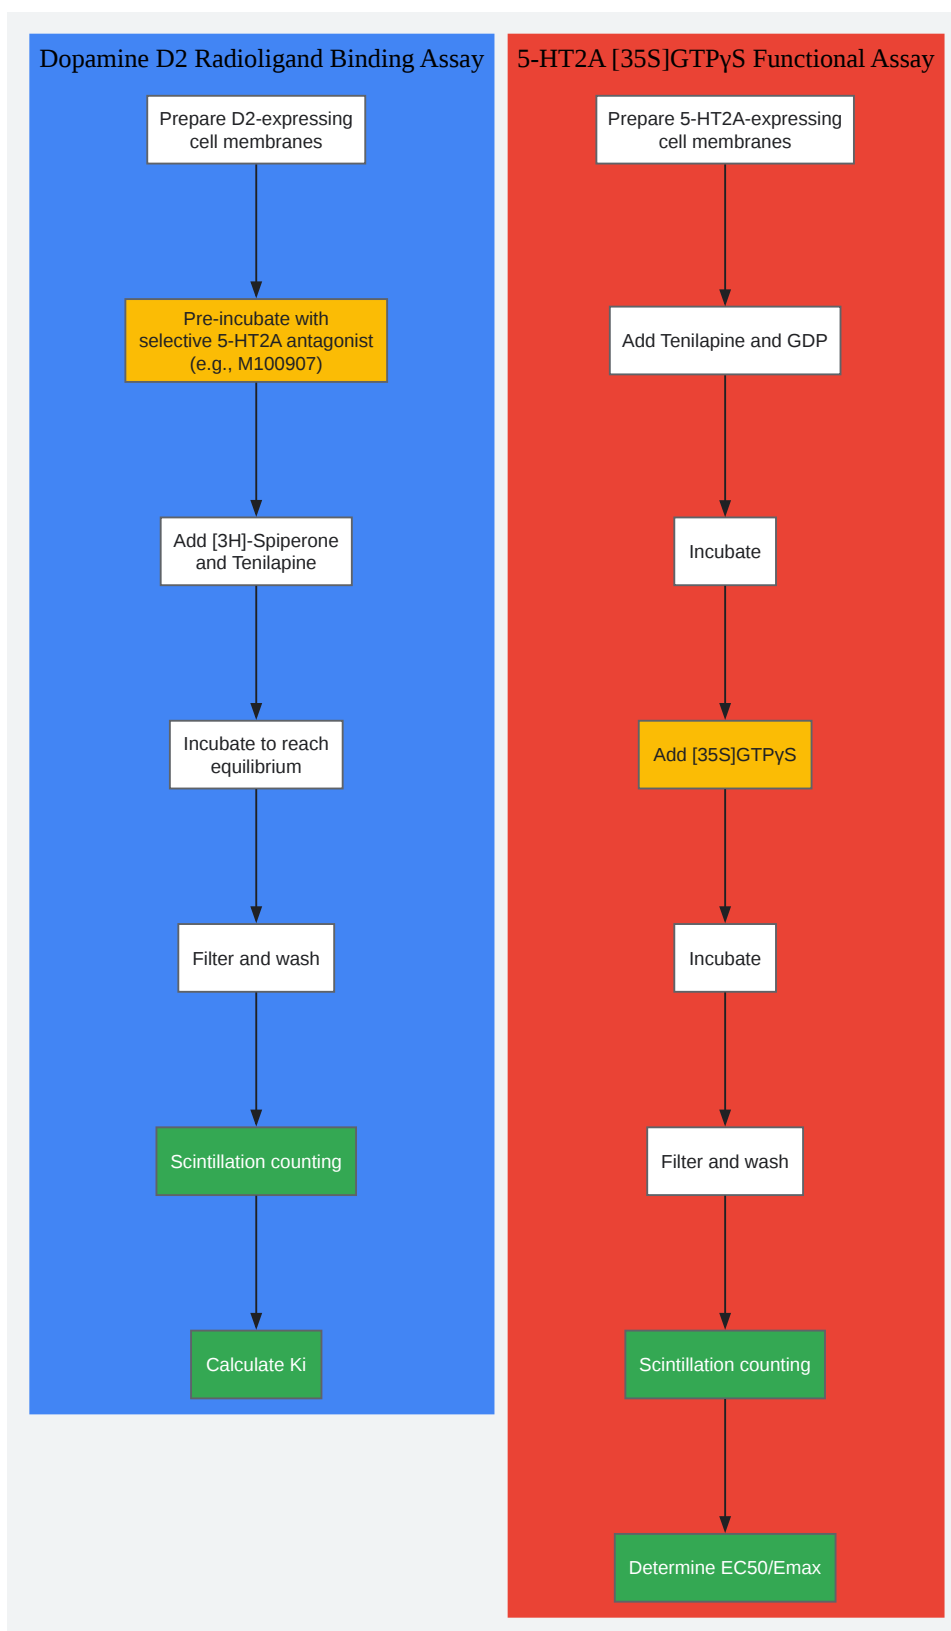 Dopamine D2 Radioligand Binding Assay
Prepare D2-expressing
cell membranes
Pre-incubate with
selective 5-HT2A antagonist
(e.g., M100907)
Add [3H]-Spiperone
and Tenilapine
Incubate to reach
equilibrium
Filter and wash
Scintillation counting
Calculate Ki
5-HT2A [35S]GTPγS Functional Assay
Prepare 5-HT2A-expressing
cell membranes
Add Tenilapine and GDP
Incubate
Add [35S]GTPγS
Incubate
Filter and wash
Scintillation counting
Determine EC50/Emax